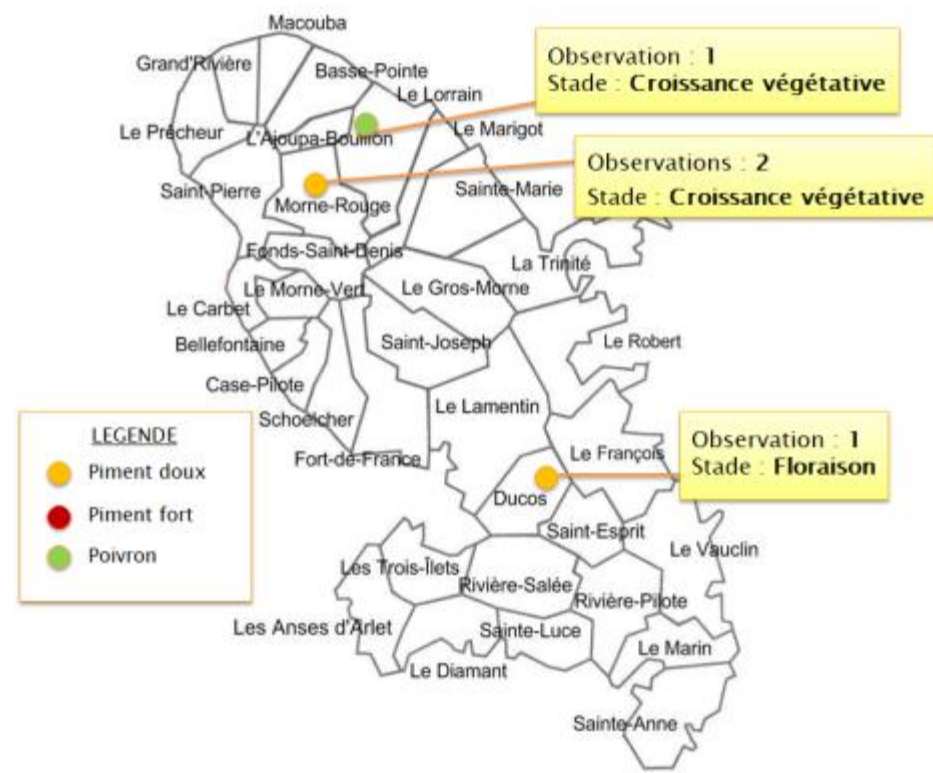 Macouba
Grand'Rivière
Basse-Pointe
Le Lorrain
Le Prêcheur
L'Ajoupa-Bouillon
Le Marigot
Saint-Pierre
Sainte-Marie
Morne-Rouge
Fonds-Saint-Denis
La Trinité
Le Morne-Vert
Le Gros-Morne
Le Carbet
Bellefontaine
Saint-Joseph
Le Robert
Case-Pilote
Le Lamentin
Schoelcher
Fort-de-France
Le François
Ducos
Saint-Esprit
Le Vauclin
Les Trois-Îlets
Rivière-Salée
Rivière-Pilote
Les Anses d'Arlet
Sainte-Luce
Le Marin
Le Diamant
Sainte-Anne
Observation : 1
Stade : Croissance végétative
Observations : 2
Stade : Croissance végétative
Observation : 1
Stade : Floraison
LEGENDE
Piment doux
Piment fort
Poivron